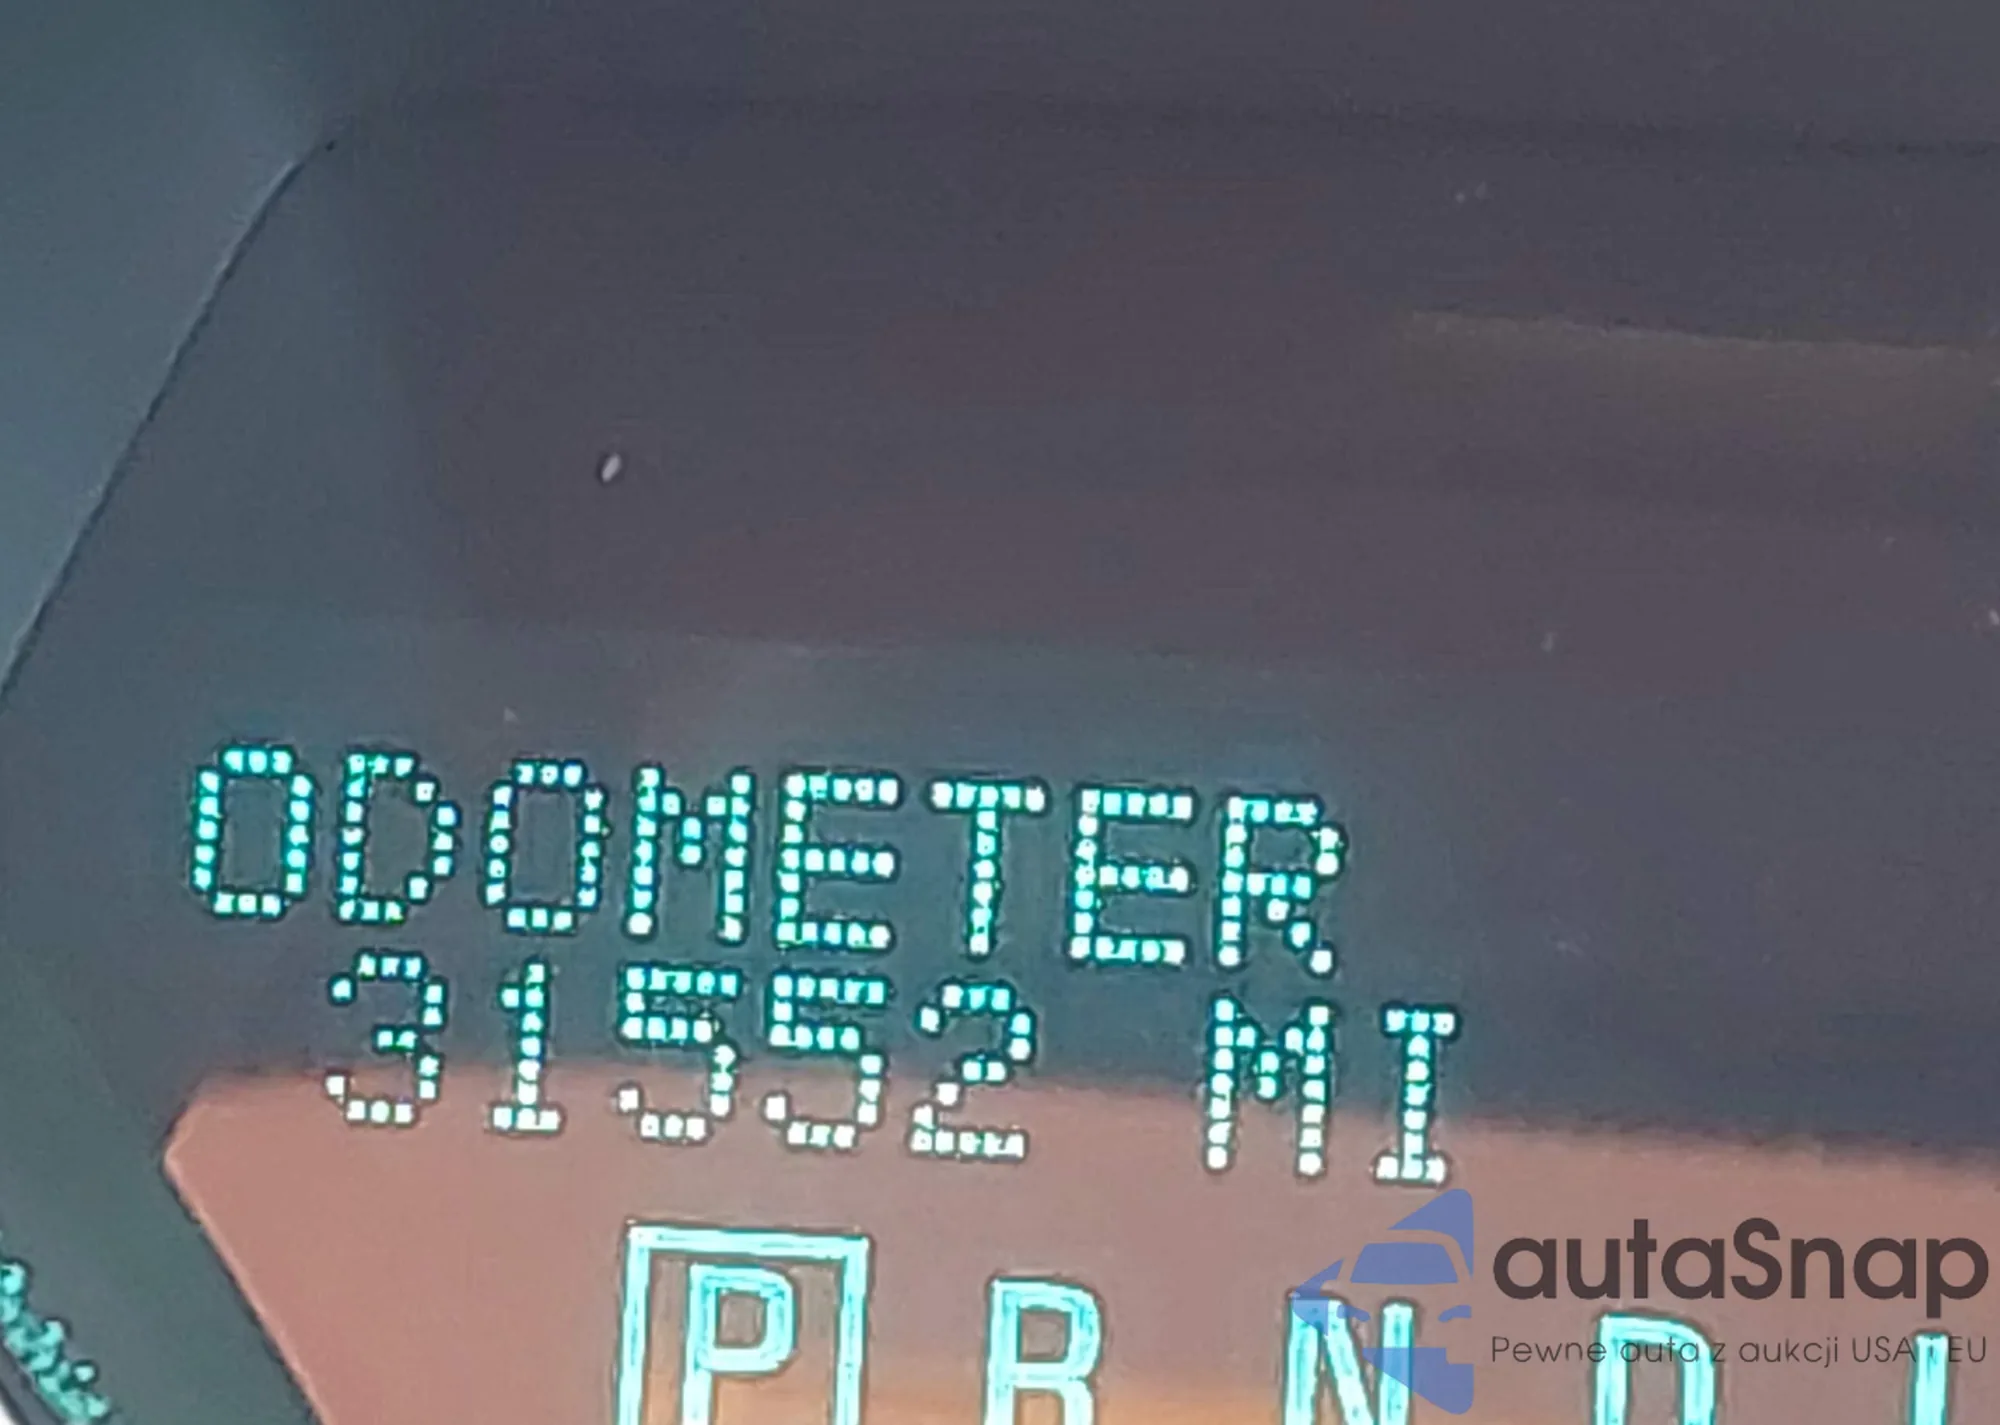 ODOMETER
31552 MI
P R N D L
autaSnap
Pewne auta z aukcji USA i EU